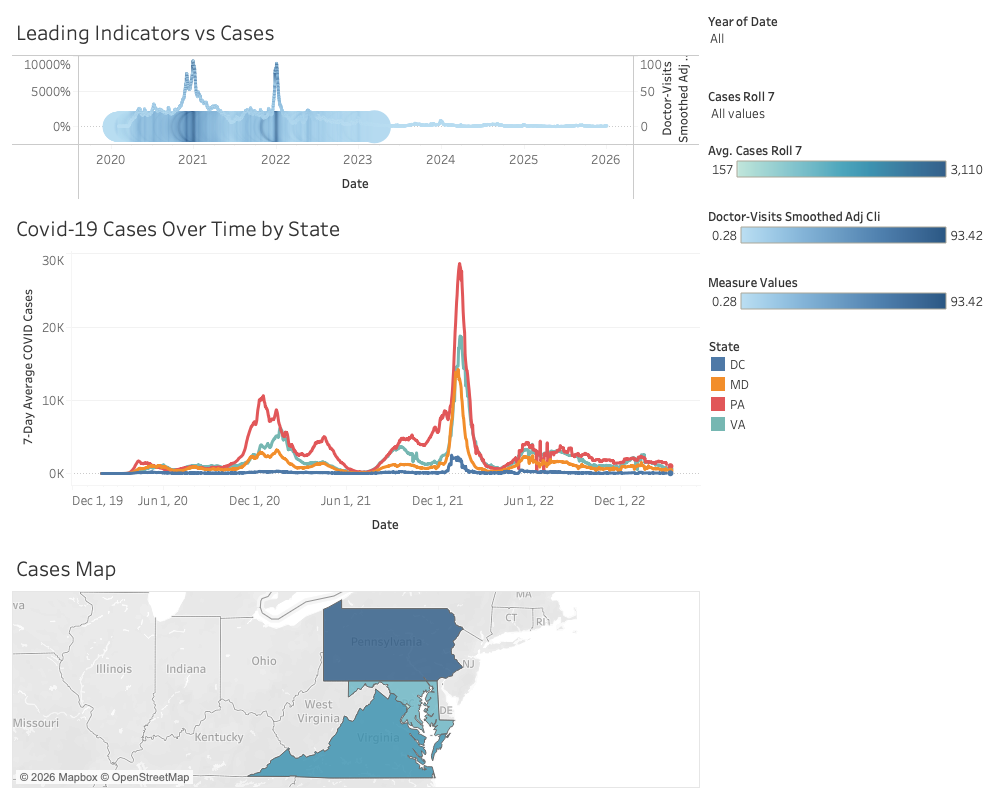 Leading Indicators vs Cases
10000%
5000%
0%
100
50
0
Doctor-Visits
Smoothed Adj ..
2020 2021 2022 2023 2024 2025 2026
Date
Covid-19 Cases Over Time by State
30K
20K
10K
0K
7-Day Average COVID Cases
Dec 1, 19 Jun 1, 20 Dec 1, 20 Jun 1, 21 Dec 1, 21 Jun 1, 22 Dec 1, 22
Date
Cases Map
va
Illinois
Indiana
Ohio
Pennsylvania
MA
CT
RI
NJ
DE
West
Virginia
Missouri
Kentucky
Virginia
© 2026 Mapbox © OpenStreetMap
Year of Date
All
Cases Roll 7
All values
Avg. Cases Roll 7
157 3,110
Doctor-Visits Smoothed Adj Cli
0.28 93.42
Measure Values
0.28 93.42
State
DC
MD
PA
VA